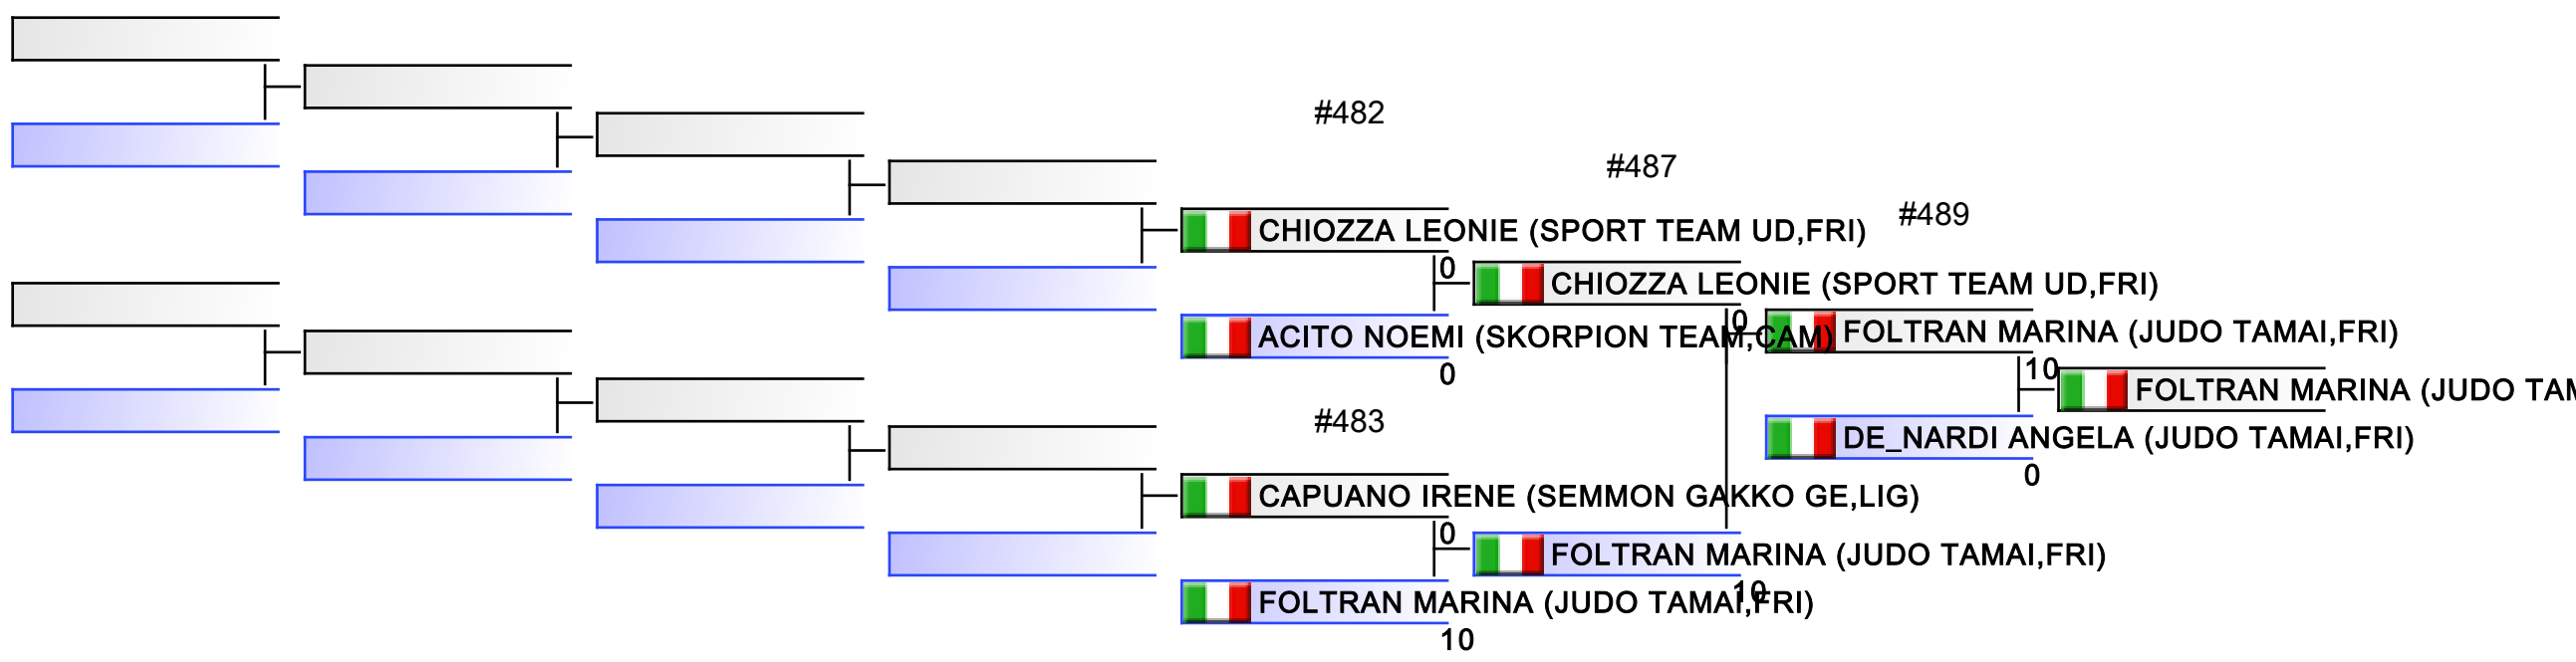 #482
#487
#489
CHIOZZA LEONIE (SPORT TEAM UD,FRI)
0
CHIOZZA LEONIE (SPORT TEAM UD,FRI)
0
ACITO NOEMI (SKORPION TEAM,CAM)
0
FOLTRAN MARINA (JUDO TAMAI,FRI)
10
FOLTRAN MARINA (JUDO TAM
DE_NARDI ANGELA (JUDO TAMAI,FRI)
0
#483
CAPUANO IRENE (SEMMON GAKKO GE,LIG)
0
FOLTRAN MARINA (JUDO TAMAI,FRI)
10
FOLTRAN MARINA (JUDO TAMAI,FRI)
10